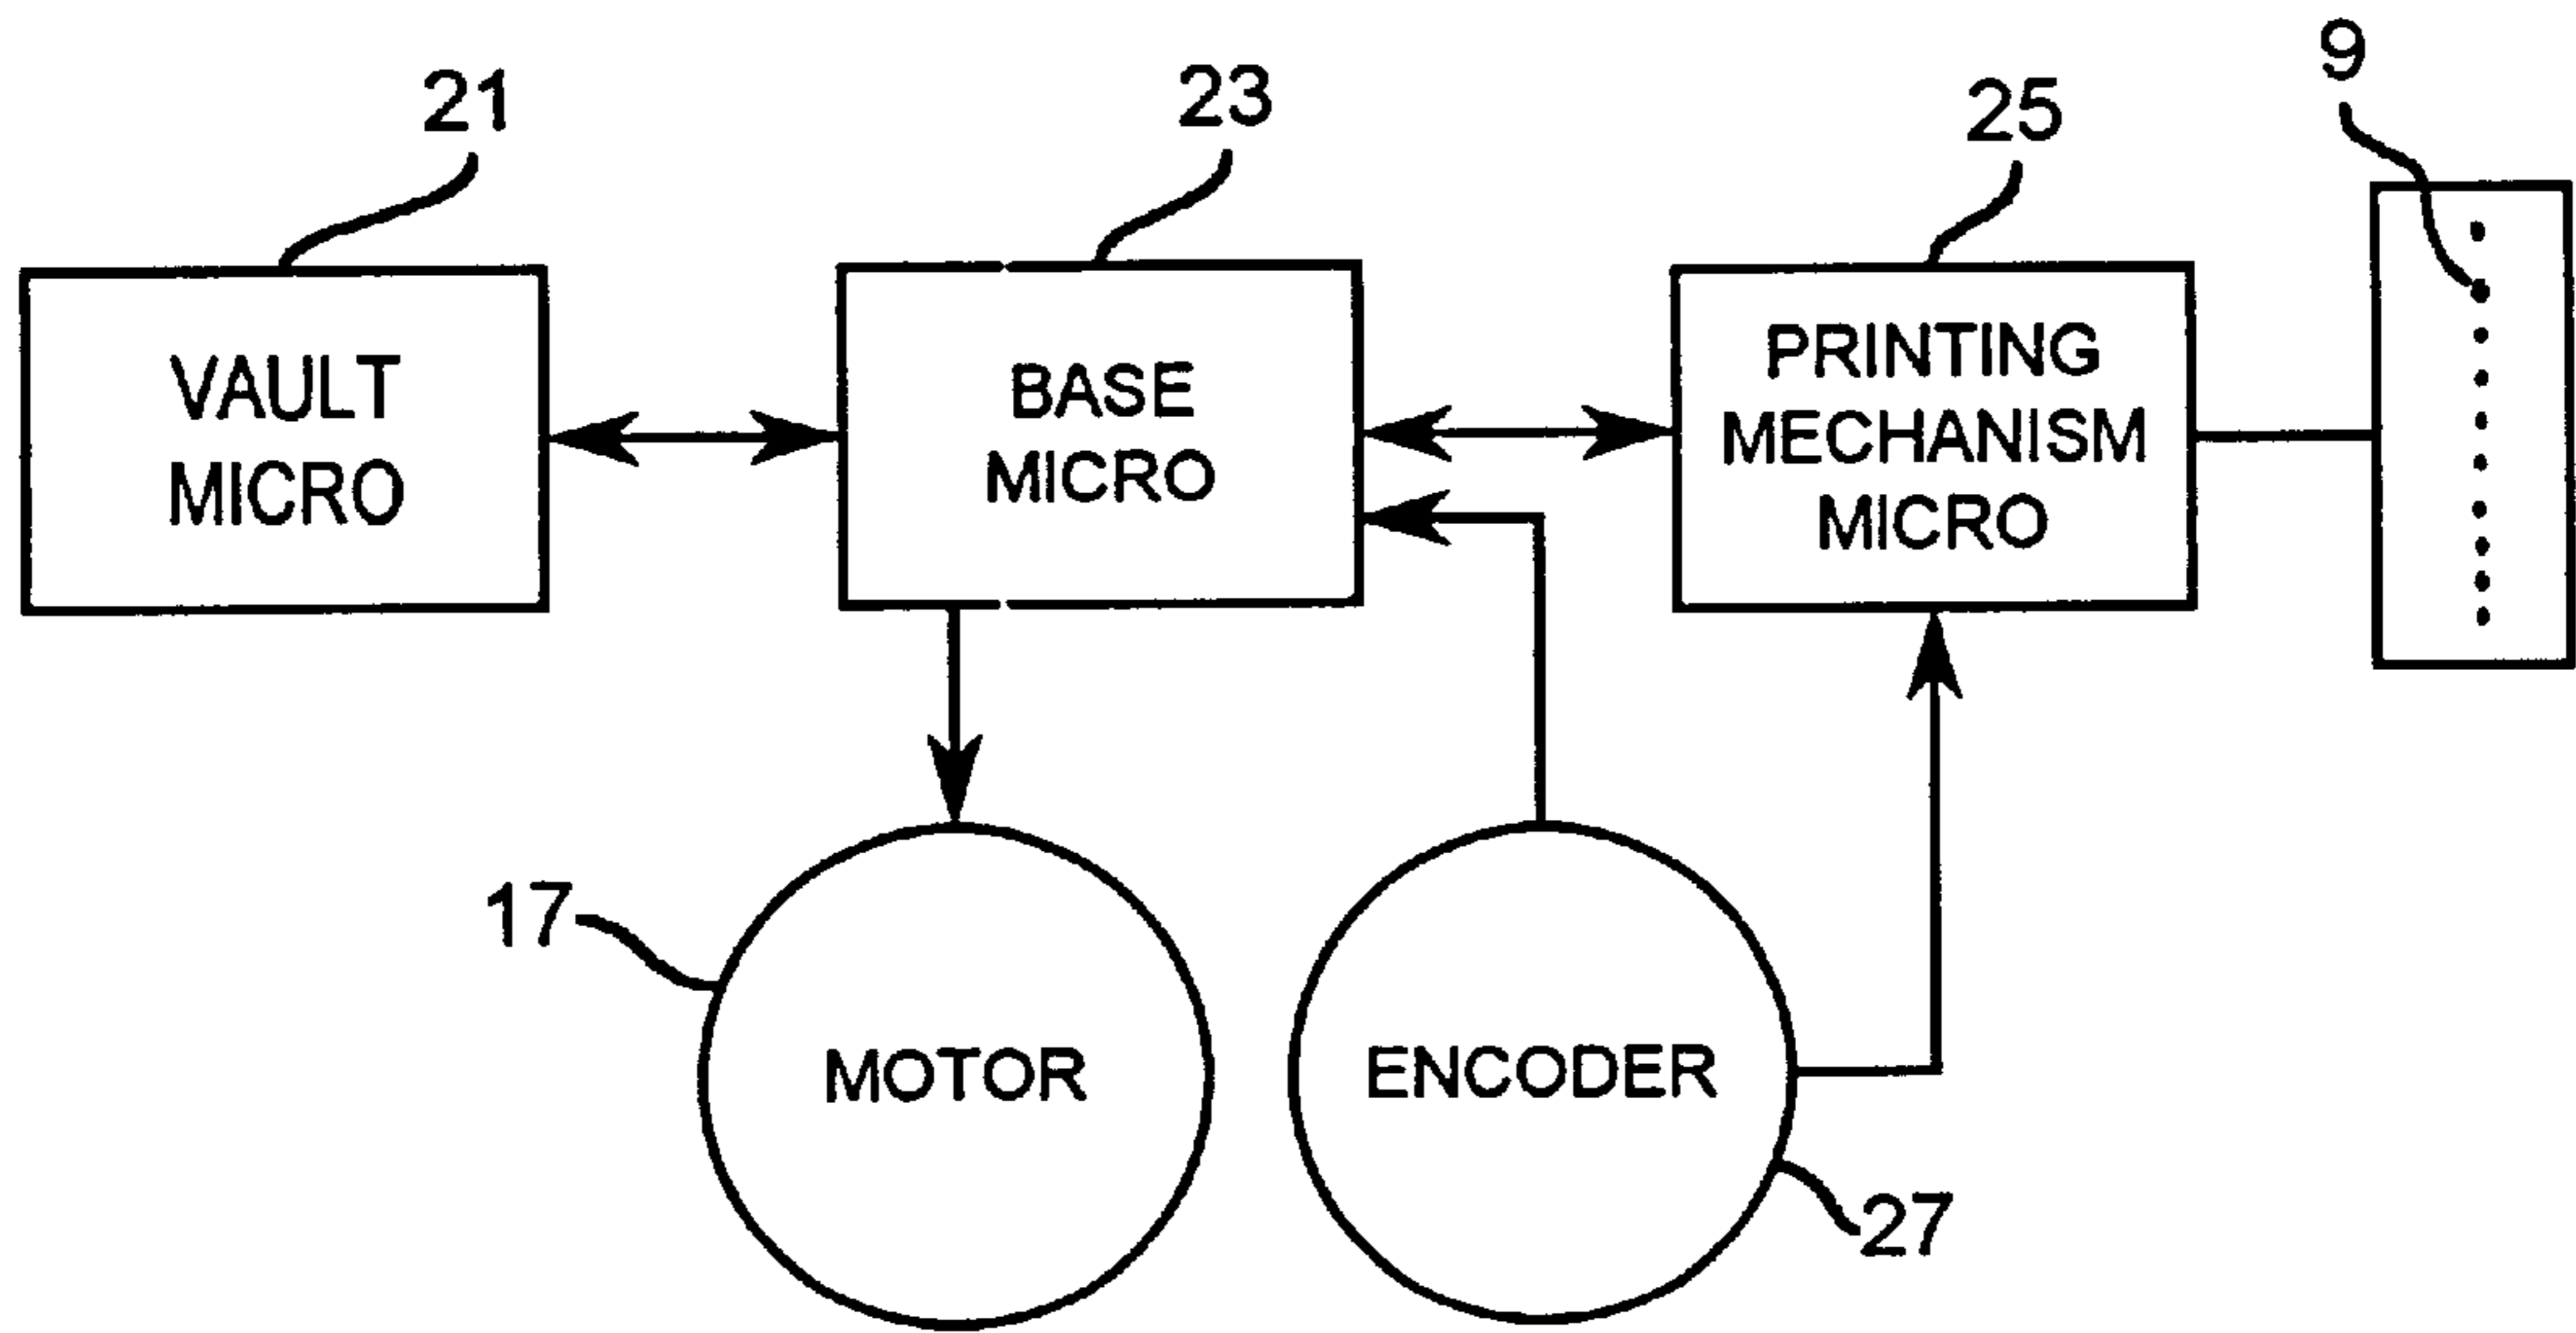 21
23
25
9
VAULT
MICRO
BASE
MICRO
PRINTING
MECHANISM
MICRO
17
MOTOR
ENCODER
27